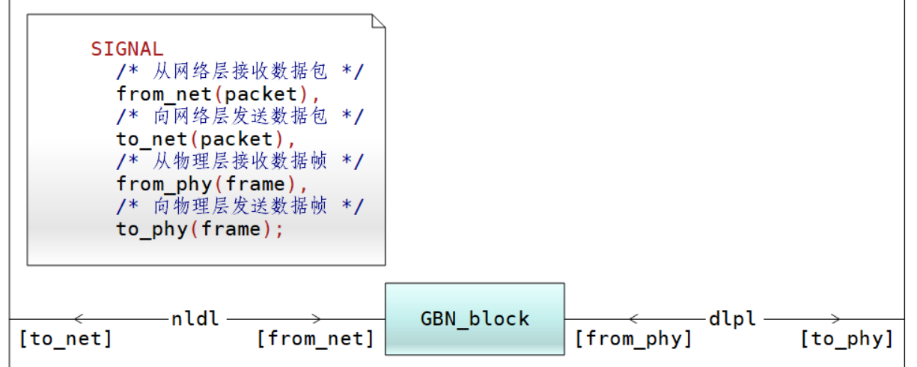 SIGNAL
/* 从网络层接收数据包 */
from_net(packet),
/* 向网络层发送数据包 */
to_net(packet),
/* 从物理层接收数据帧 */
from_phy(frame),
/* 向物理层发送数据帧 */
to_phy(frame);
nldl
GBN_block
dlpl
[to_net]
[from_net]
[from_phy]
[to_phy]